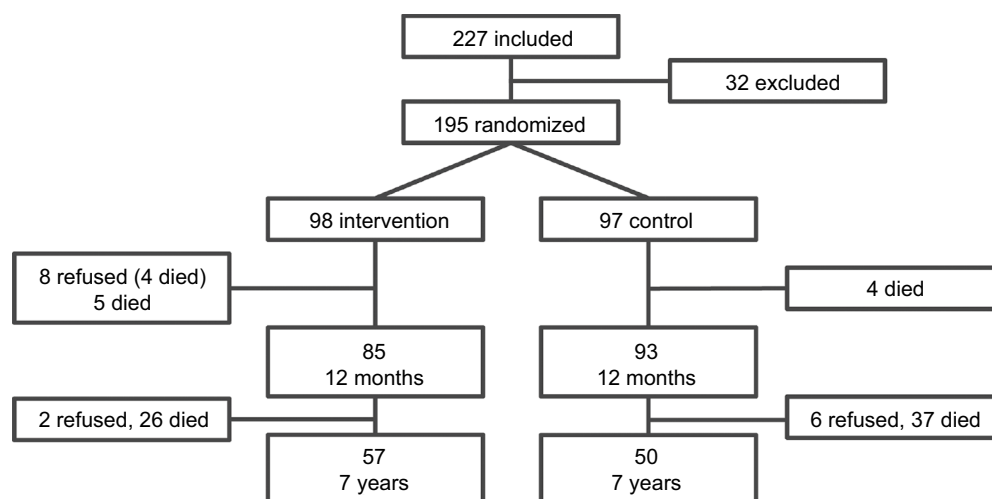 227 included
32 excluded
195 randomized
98 intervention
97 control
8 refused (4 died)
5 died
4 died
85
12 months
93
12 months
2 refused, 26 died
6 refused, 37 died
57
7 years
50
7 years